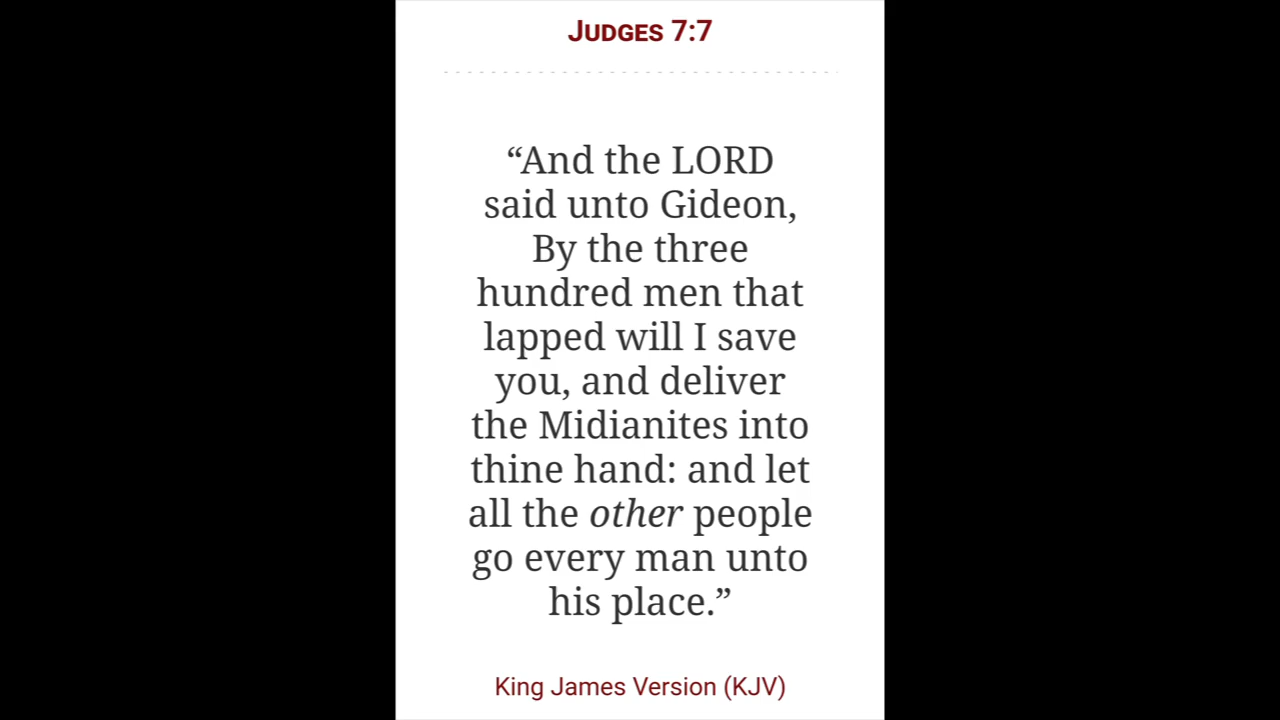 Judges 7:7
“And the LORD
said unto Gideon,
By the three
hundred men that
lapped will I save
you, and deliver
the Midianites into
thine hand: and let
all the other people
go every man unto
his place.”
King James Version (KJV)